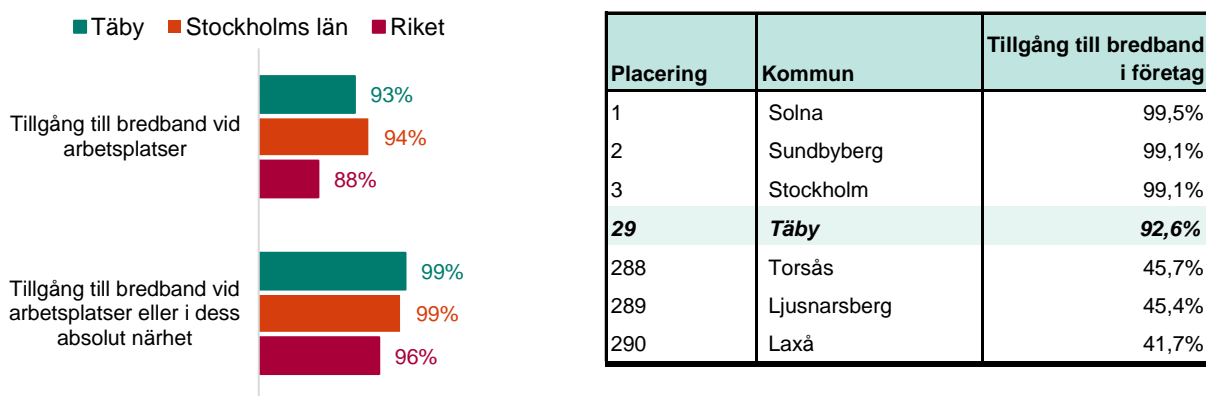 Täby Stockholms län Riket
Tillgång till bredband vid
arbetsplatser
93%
94%
88%
Tillgång till bredband vid
arbetsplatser eller i dess
absolut närhet
99%
99%
96%
Placering Kommun Tillgång till bredband
i företag
1 Solna 99,5%
2 Sundbyberg 99,1%
3 Stockholm 99,1%
29 Täby 92,6%
288 Torsås 45,7%
289 Ljusnarsberg 45,4%
290 Laxå 41,7%